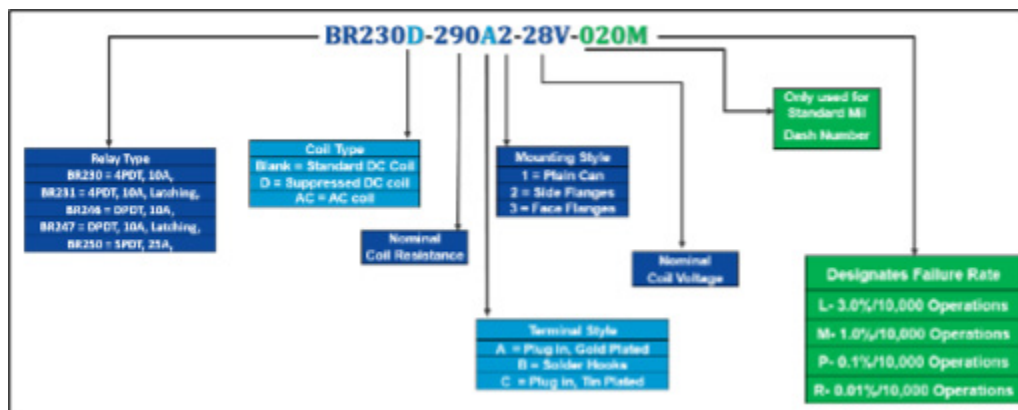 BR230D-290A2-28V-020M
Relay Type
BR230 = 4PDT, 10A,
BR231 = 4PDT, 10A, Latching,
BR246 = DPDT, 10A,
BR247 = DPDT, 10A, Latching,
BR250 = SPDT, 25A,
Coil Type
Blank = Standard DC Coil
D = Suppressed DC coil
AC = AC coil
Nominal
Coil Resistance
Terminal Style
A = Plug in, Gold Plated
B = Solder Hooks
C = Plug in, Tin Plated
Mounting Style
1 = Plain Can
2 = Side Flanges
3 = Face Flanges
Nominal
Coil Voltage
Only used for
Standard Mil
Dash Number
Designates Failure Rate
L- 3.0%/10,000 Operations
M- 1.0%/10,000 Operations
P- 0.1%/10,000 Operations
R- 0.01%/10,000 Operations